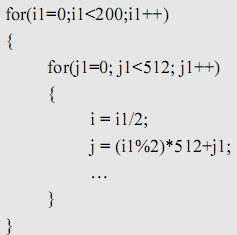 for(i1=0;i1<200;i1++)
{
for(j1=0; j1<512; j1++)
{
i = i1/2;
j = (i1%2)*512+j1;
…
}
}